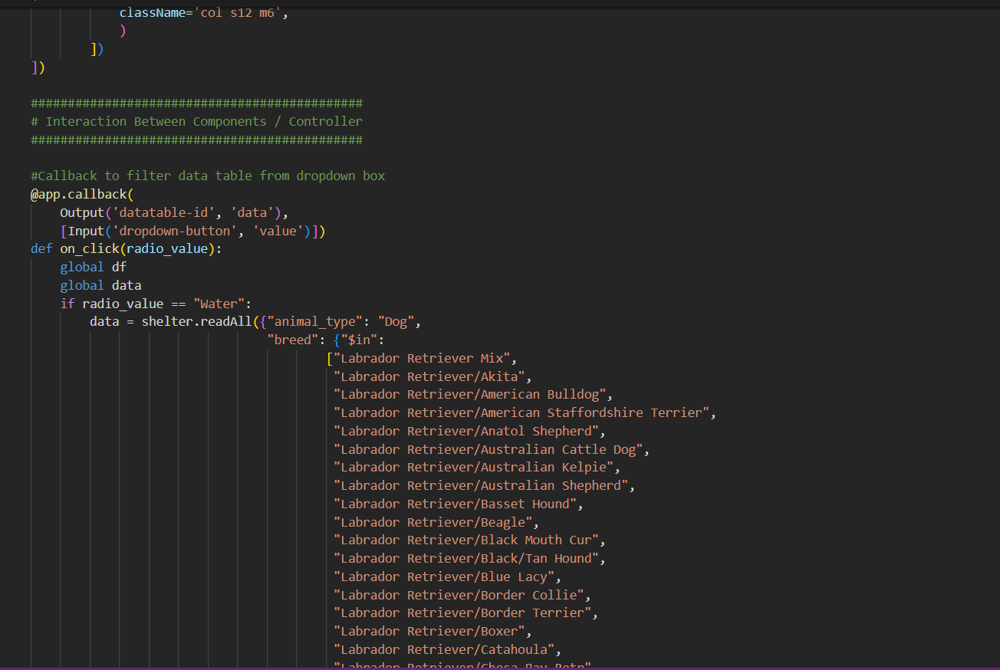 className='col s12 m6',
)
])
])
#############################################
# Interaction Between Components / Controller
#############################################
#Callback to filter data table from dropdown box
@app.callback(
Output('datatable-id', 'data'),
[Input('dropdown-button', 'value')])
def on_click(radio_value):
global df
global data
if radio_value == "Water":
data = shelter.readAll({"animal_type": "Dog",
"breed": {"$in":
["Labrador Retriever Mix",
"Labrador Retriever/Akita",
"Labrador Retriever/American Bulldog",
"Labrador Retriever/American Staffordshire Terrier",
"Labrador Retriever/Anatol Shepherd",
"Labrador Retriever/Australian Cattle Dog",
"Labrador Retriever/Australian Kelpie",
"Labrador Retriever/Australian Shepherd",
"Labrador Retriever/Basset Hound",
"Labrador Retriever/Beagle",
"Labrador Retriever/Black Mouth Cur",
"Labrador Retriever/Black/Tan Hound",
"Labrador Retriever/Blue Lacy",
"Labrador Retriever/Border Collie",
"Labrador Retriever/Border Terrier",
"Labrador Retriever/Boxer",
"Labrador Retriever/Catahoula",
"Labrador Retriever/Chesa Bay Retr"